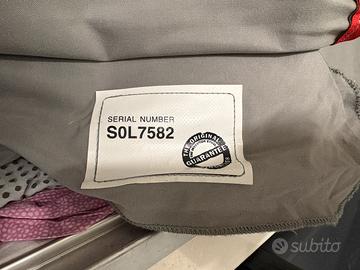 SERIAL NUMBER
S0L7582
THE ORIGINAL
GUARANTEE
subito